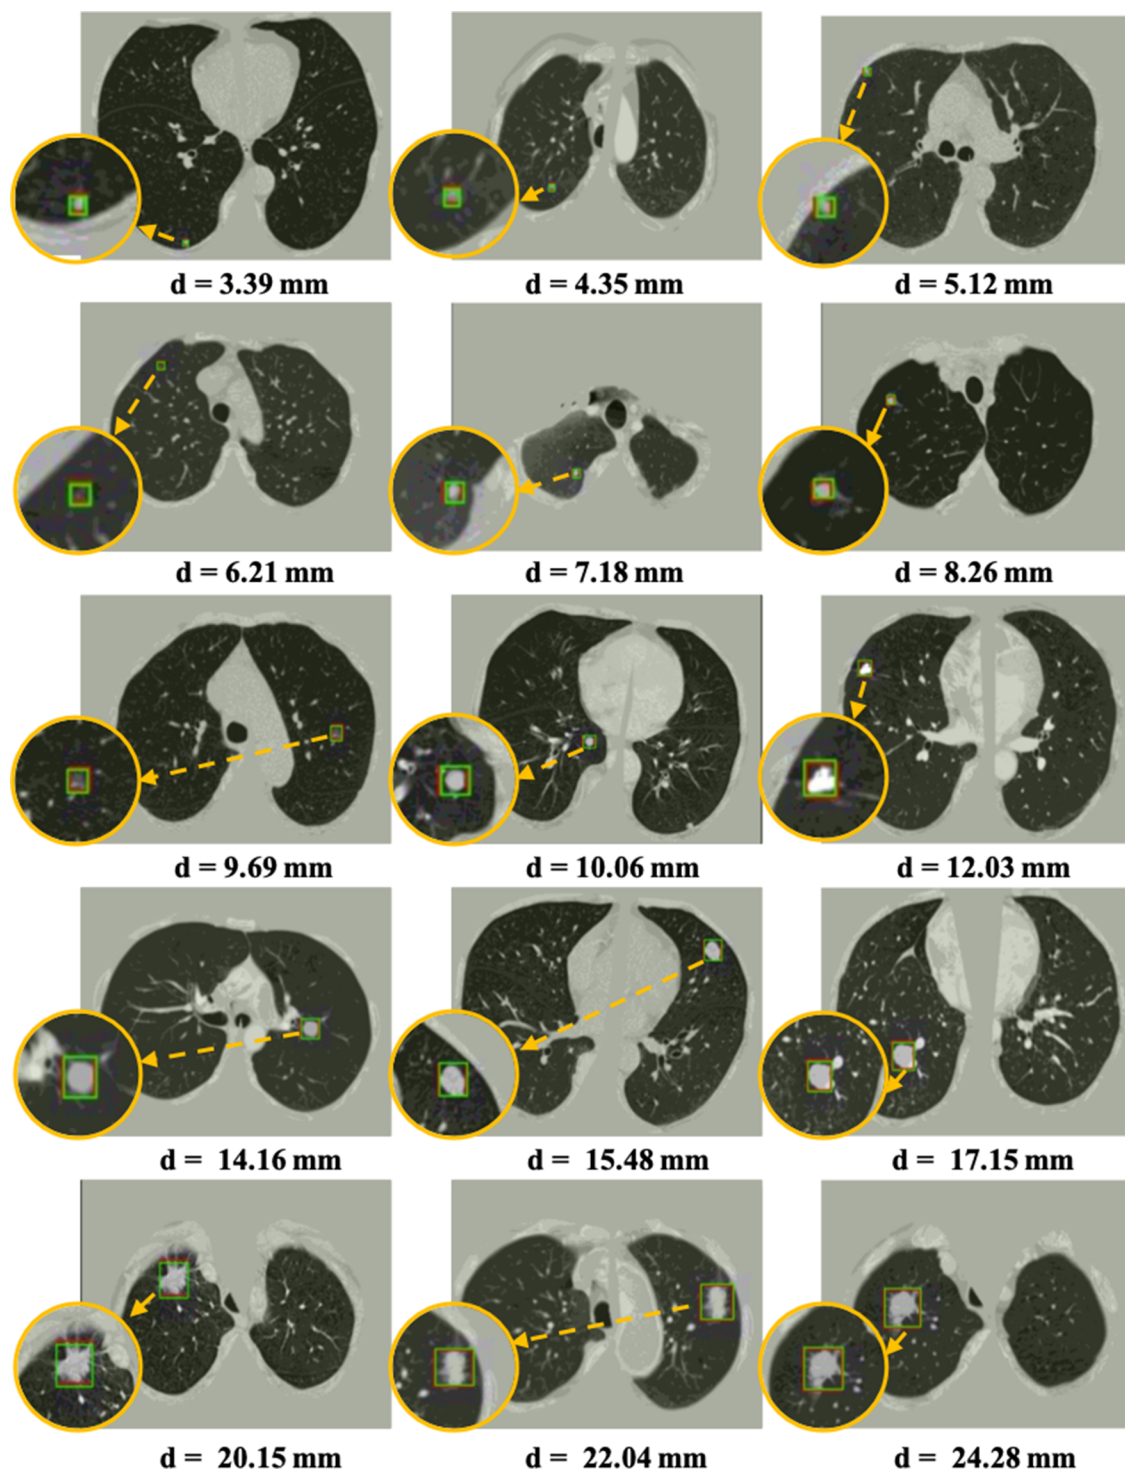 d = 3.39 mm
d = 4.35 mm
d = 5.12 mm
d = 6.21 mm
d = 7.18 mm
d = 8.26 mm
d = 9.69 mm
d = 10.06 mm
d = 12.03 mm
d = 14.16 mm
d = 15.48 mm
d = 17.15 mm
d = 20.15 mm
d = 22.04 mm
d = 24.28 mm